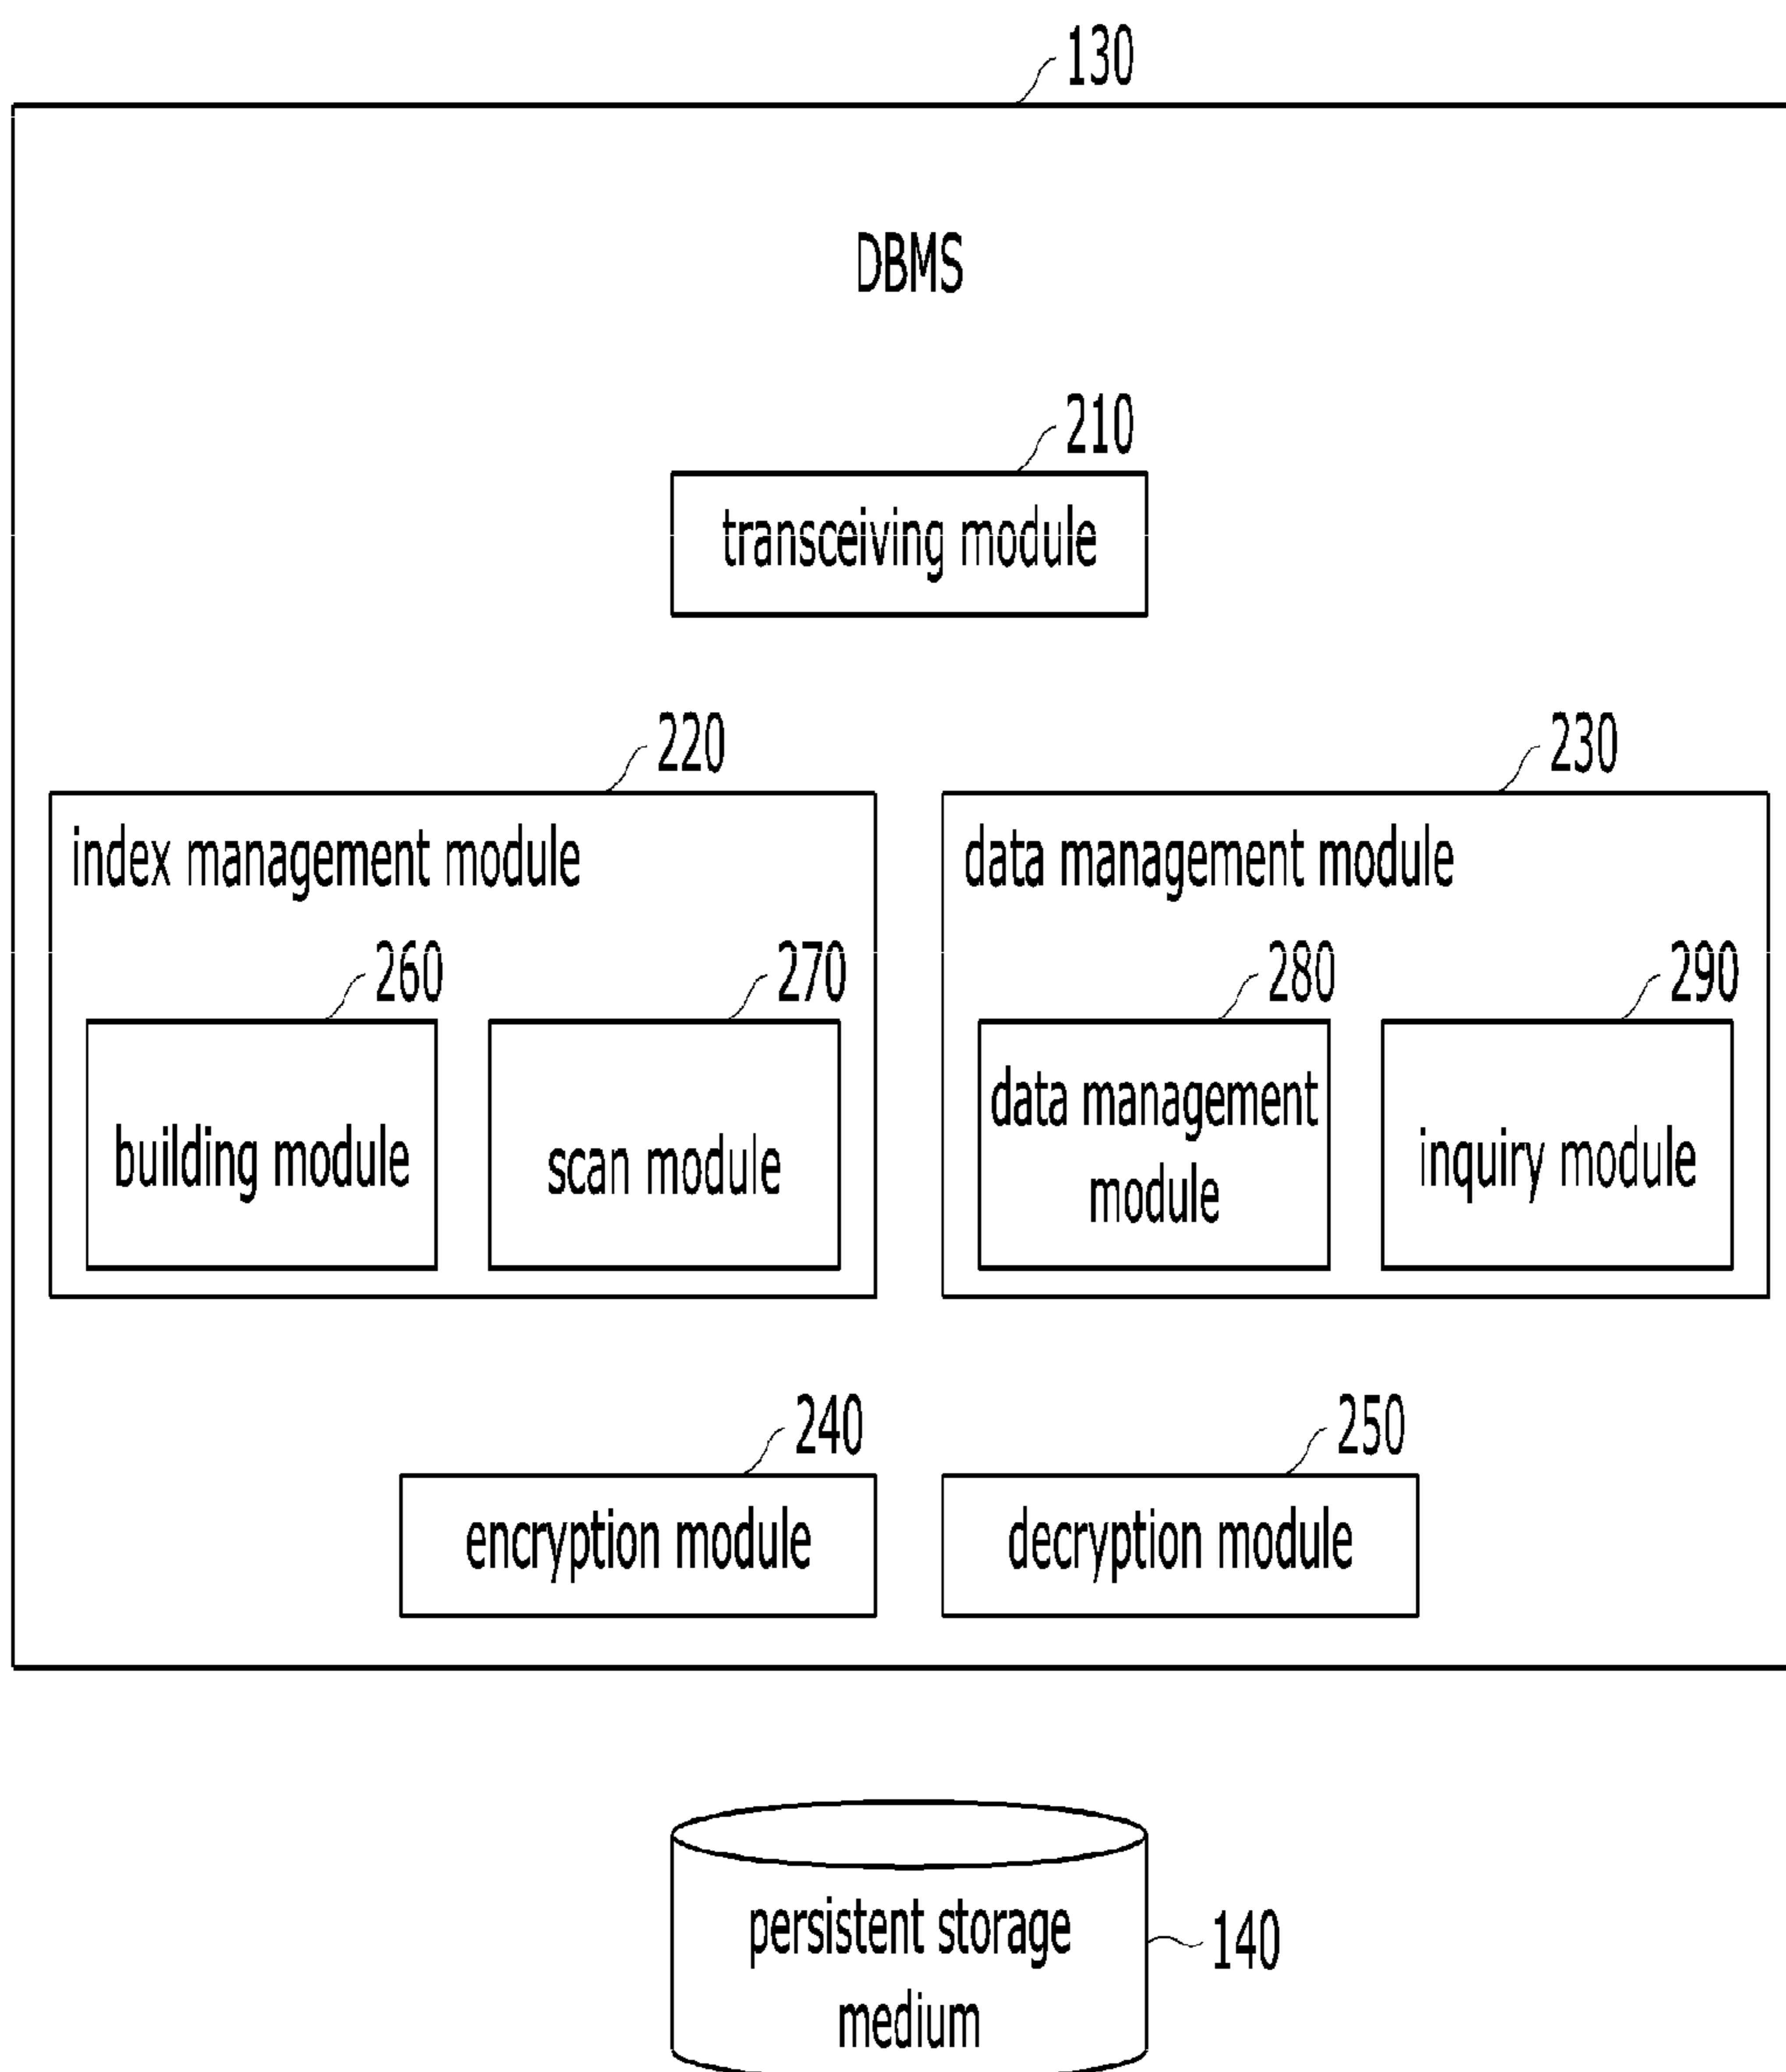 130
DBMS
210
transceiving module
220
230
index management module
data management module
260
270
280
290
building module
scan module
data management
module
inquiry module
240
250
encryption module
decryption module
persistent storage
medium
140